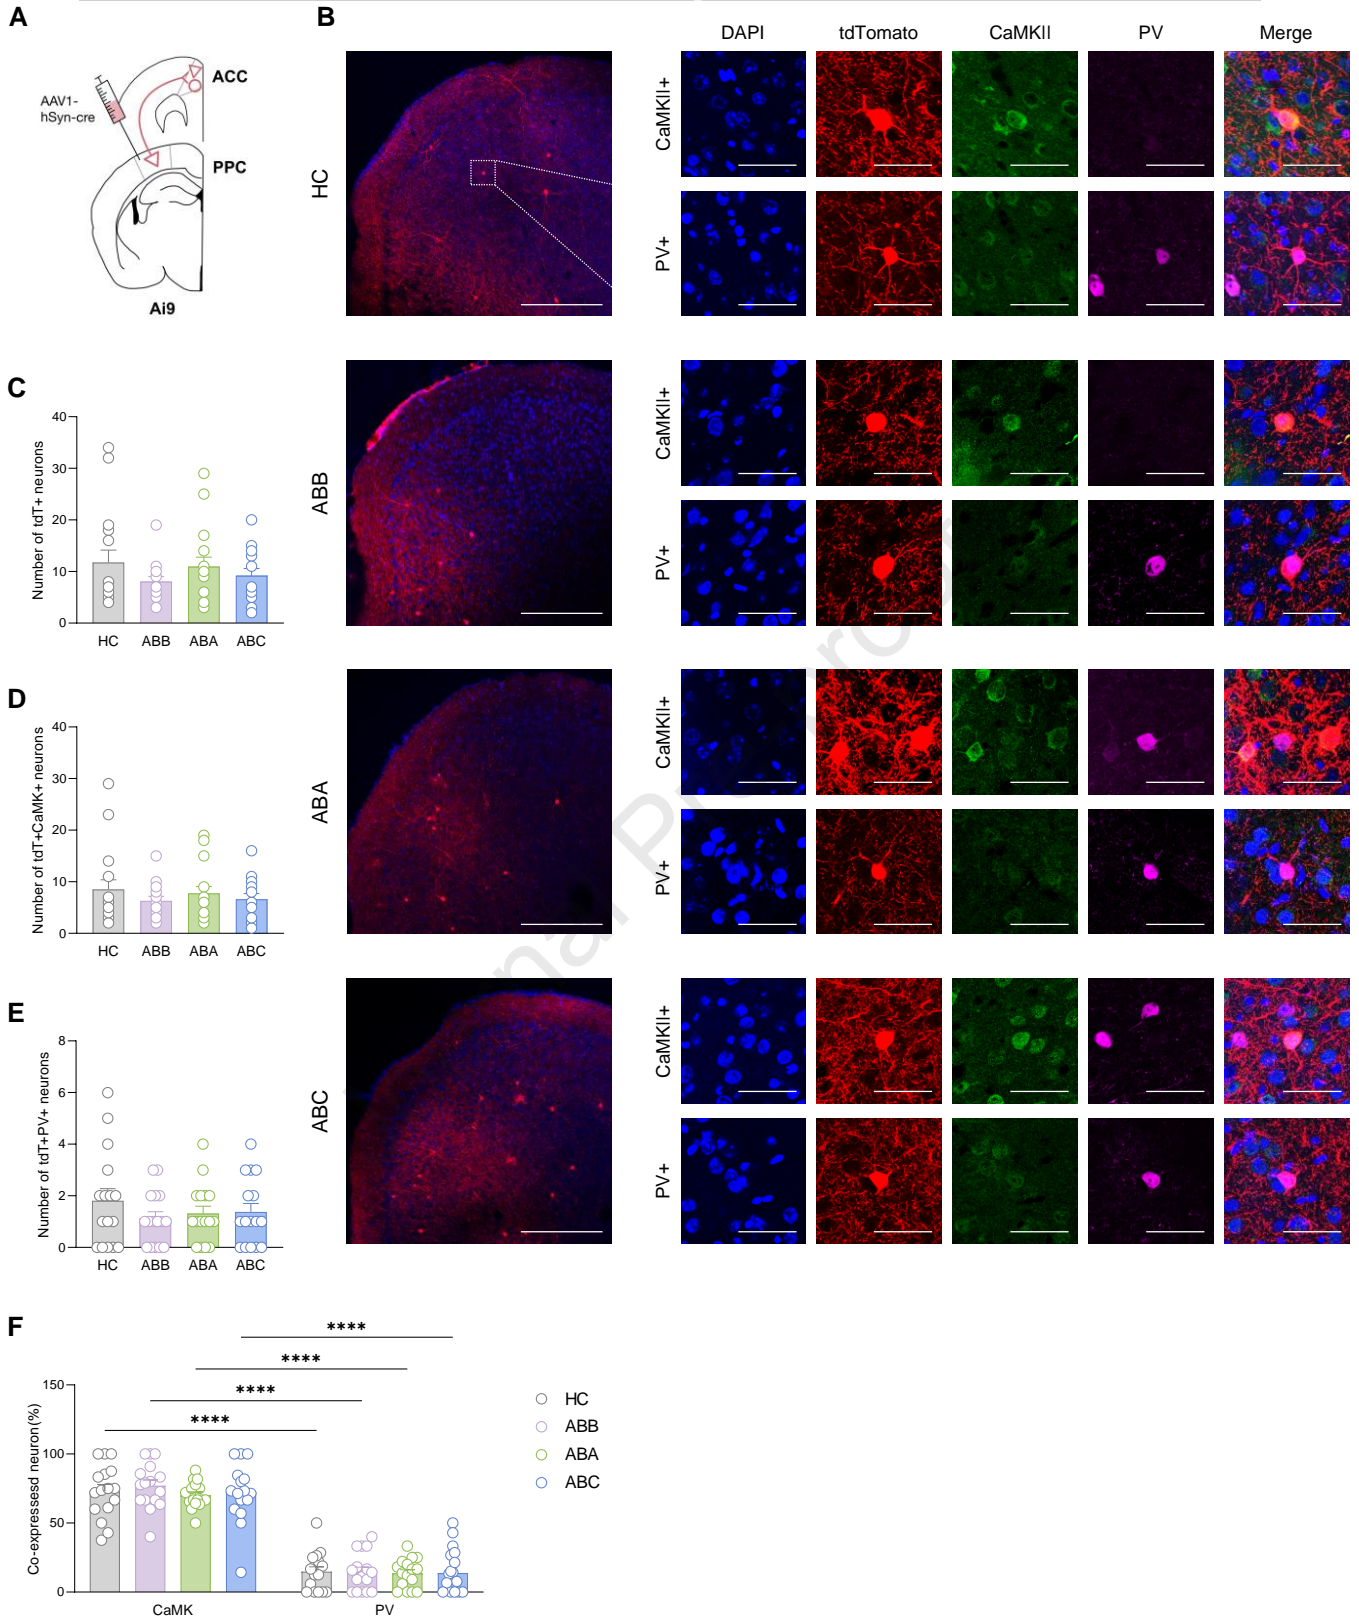 A
AAV1-
hSyn-cre
ACC
PPC
Ai9
B
DAPI
tdTomato
CaMKII
PV
Merge
HC
CaMKII+
PV+
ABB
CaMKII+
PV+
ABA
CaMKII+
PV+
ABC
CaMKII+
PV+
C
Number of tdT+ neurons
40
30
20
10
0
HC
ABB
ABA
ABC
D
Number of tdT+CaMK+ neurons
40
30
20
10
0
HC
ABB
ABA
ABC
E
Number of tdT+PV+ neurons
8
6
4
2
0
HC
ABB
ABA
ABC
F
Co-expressesd neuron(%)
150
100
50
0
****
****
****
****
CaMK
PV
HC
ABB
ABA
ABC